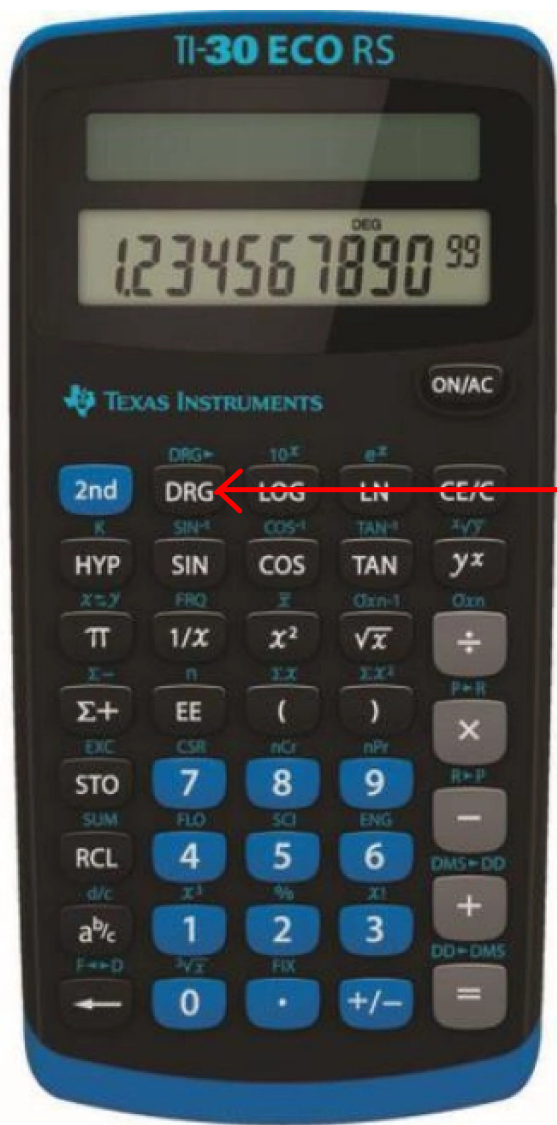 TI-30 ECO RS
DEG
1.234567890 99
TEXAS INSTRUMENTS
ON/AC
DRG► 10ˣ eˣ
2nd DRG LOG LN CE/C
K SIN⁻¹ COS⁻¹ TAN⁻¹ ˣ√y
HYP SIN COS TAN yˣ
x⇆y FRQ x̄ σxn-1 σxn
π 1/x x² √x ÷
Σ− n Σx Σx²
P►R
Σ+ EE ( ) ×
EXC CSR nCr nPr
R►P
STO 7 8 9 −
SUM FLO SCI ENG
DMS►DD
RCL 4 5 6 +
d/c x³ % x!
DD►DMS
aᵇ/c 1 2 3 =
F◄►D ³√x FIX
← 0 . +/−